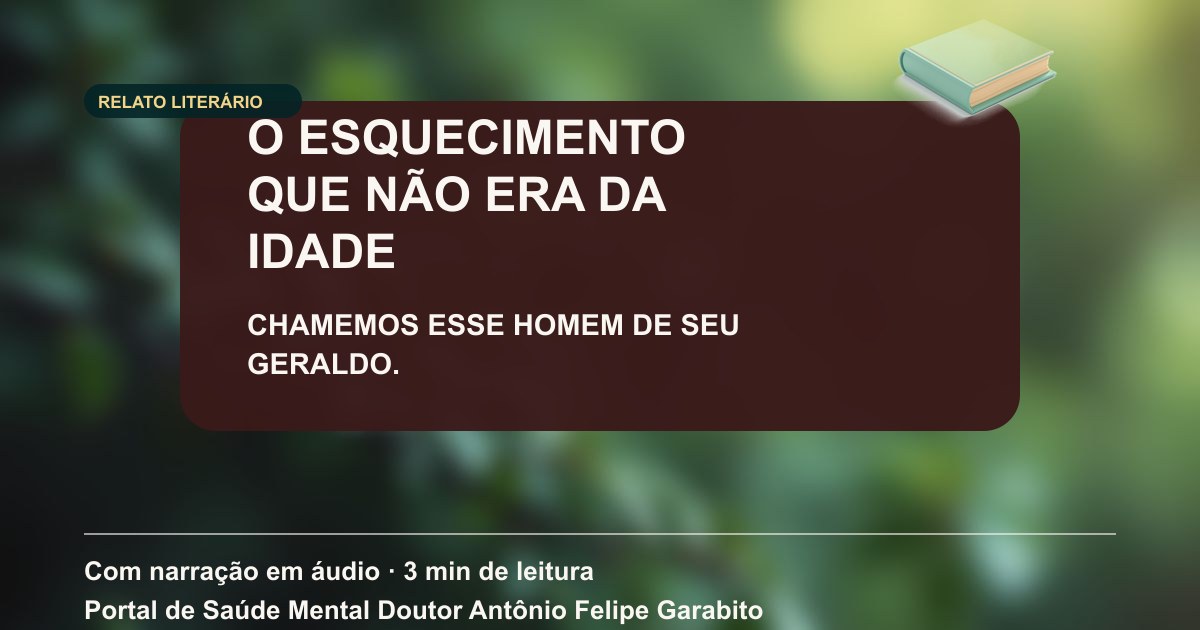 RELATO LITERÁRIO
O ESQUECIMENTO
QUE NÃO ERA DA
IDADE
CHAMEMOS ESSE HOMEM DE SEU
GERALDO.
Com narração em áudio · 3 min de leitura
Portal de Saúde Mental Doutor Antônio Felipe Garabito